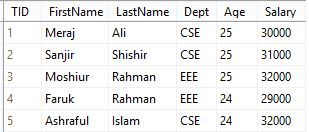 TID FirstName LastName Dept Age Salary
1 Meraj Ali CSE 25 30000
2 Sanjir Shishir CSE 25 31000
3 Moshiur Rahman EEE 25 32000
4 Faruk Rahman EEE 24 29000
5 Ashraful Islam CSE 24 32000